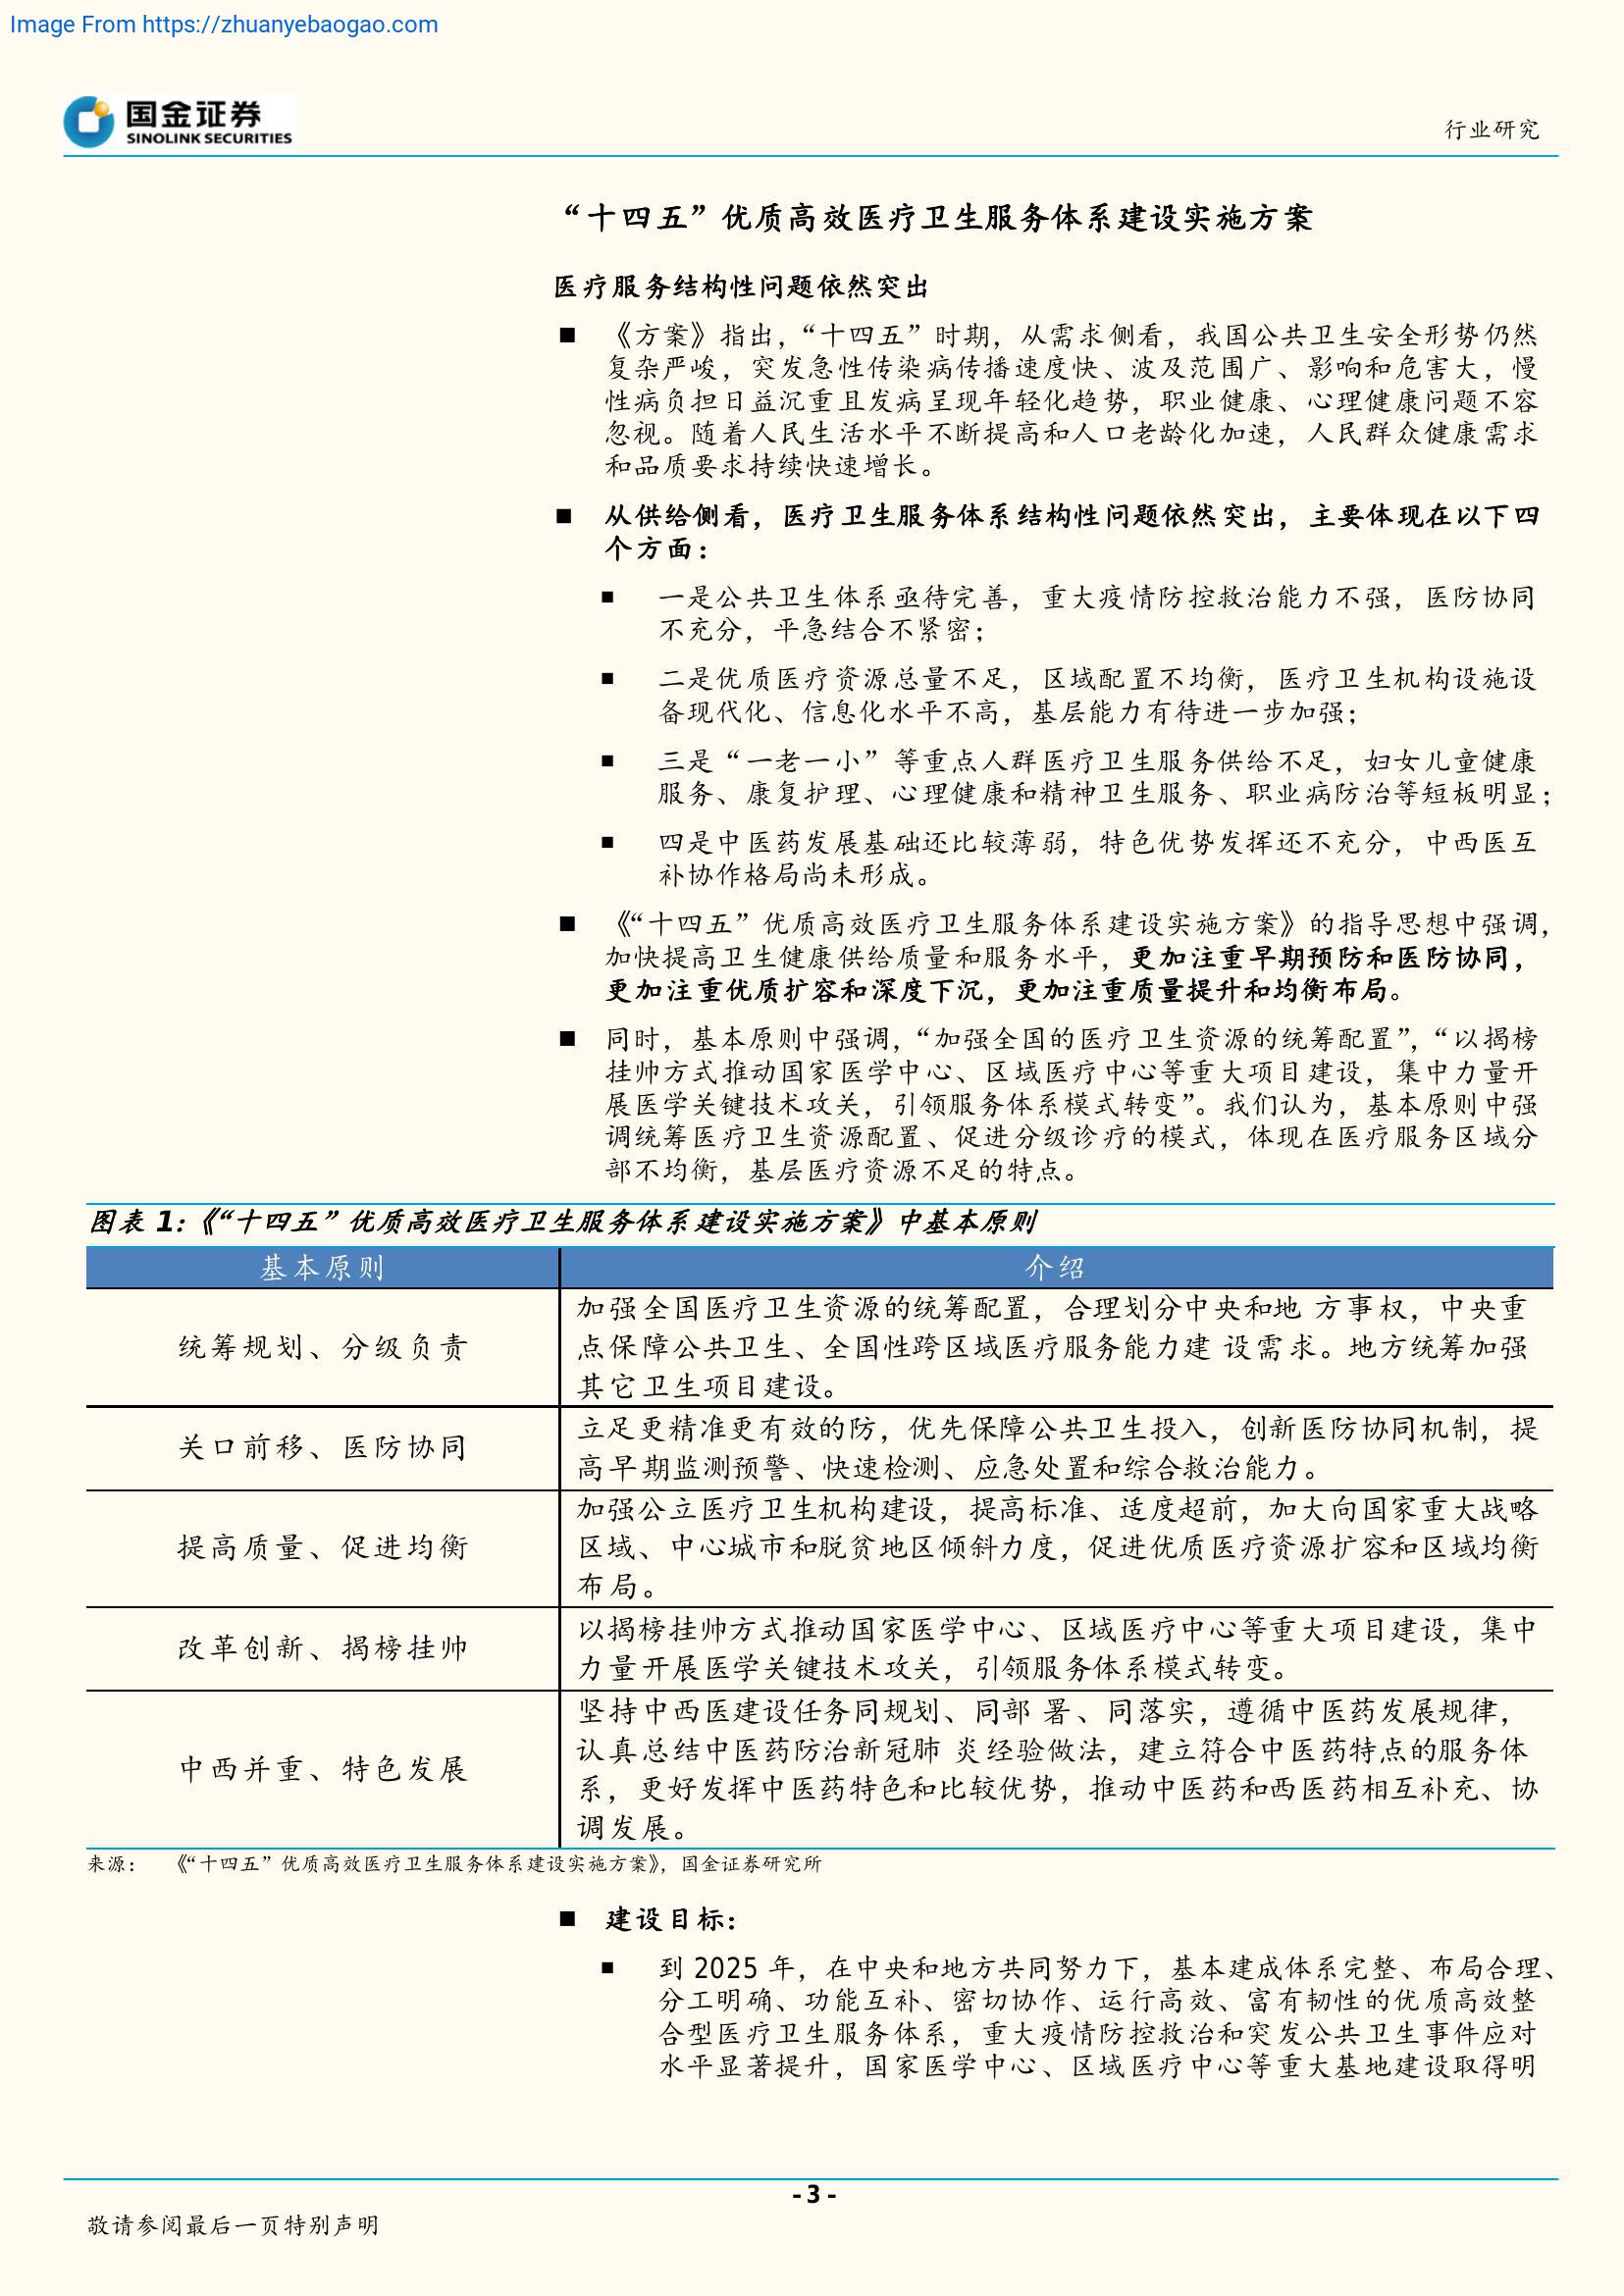 Image From https://zhuanyebaogao.com
国金证券
SINOLINK SECURITIES
行业研究
“十四五”优质高效医疗卫生服务体系建设实施方案
医疗服务结构性问题依然突出
■ 《方案》指出，“十四五”时期，从需求侧看，我国公共卫生安全形势仍然
复杂严峻，突发急性传染病传播速度快、波及范围广、影响和危害大，慢
性病负担日益沉重且发病呈现年轻化趋势，职业健康、心理健康问题不容
忽视。随着人民生活水平不断提高和人口老龄化加速，人民群众健康需求
和品质要求持续快速增长。
■ 从供给侧看，医疗卫生服务体系结构性问题依然突出，主要体现在以下四
个方面：
■ 一是公共卫生体系亟待完善，重大疫情防控救治能力不强，医防协同
不充分，平急结合不紧密；
■ 二是优质医疗资源总量不足，区域配置不均衡，医疗卫生机构设施设
备现代化、信息化水平不高，基层能力有待进一步加强；
■ 三是“一老一小”等重点人群医疗卫生服务供给不足，妇女儿童健康
服务、康复护理、心理健康和精神卫生服务、职业病防治等短板明显；
■ 四是中医药发展基础还比较薄弱，特色优势发挥还不充分，中西医互
补协作格局尚未形成。
■ 《“十四五”优质高效医疗卫生服务体系建设实施方案》的指导思想中强调，
加快提高卫生健康供给质量和服务水平，更加注重早期预防和医防协同，
更加注重优质扩容和深度下沉，更加注重质量提升和均衡布局。
■ 同时，基本原则中强调，“加强全国的医疗卫生资源的统筹配置”，“以揭榜
挂帅方式推动国家医学中心、区域医疗中心等重大项目建设，集中力量开
展医学关键技术攻关，引领服务体系模式转变”。我们认为，基本原则中强
调统筹医疗卫生资源配置、促进分级诊疗的模式，体现在医疗服务区域分
部不均衡，基层医疗资源不足的特点。
图表 1：《“十四五”优质高效医疗卫生服务体系建设实施方案》中基本原则
基本原则 介绍
统筹规划、分级负责
加强全国医疗卫生资源的统筹配置，合理划分中央和地 方事权，中央重
点保障公共卫生、全国性跨区域医疗服务能力建 设需求。地方统筹加强
其它卫生项目建设。
关口前移、医防协同
立足更精准更有效的防，优先保障公共卫生投入，创新医防协同机制，提
高早期监测预警、快速检测、应急处置和综合救治能力。
提高质量、促进均衡
加强公立医疗卫生机构建设，提高标准、适度超前，加大向国家重大战略
区域、中心城市和脱贫地区倾斜力度，促进优质医疗资源扩容和区域均衡
布局。
改革创新、揭榜挂帅
以揭榜挂帅方式推动国家医学中心、区域医疗中心等重大项目建设，集中
力量开展医学关键技术攻关，引领服务体系模式转变。
中西并重、特色发展
坚持中西医建设任务同规划、同部 署、同落实，遵循中医药发展规律，
认真总结中医药防治新冠肺 炎经验做法，建立符合中医药特点的服务体
系，更好发挥中医药特色和比较优势，推动中医药和西医药相互补充、协
调发展。
来源： 《“十四五”优质高效医疗卫生服务体系建设实施方案》，国金证券研究所
■ 建设目标：
■ 到 2025 年，在中央和地方共同努力下，基本建成体系完整、布局合理、
分工明确、功能互补、密切协作、运行高效、富有韧性的优质高效整
合型医疗卫生服务体系，重大疫情防控救治和突发公共卫生事件应对
水平显著提升，国家医学中心、区域医疗中心等重大基地建设取得明
- 3 -
敬请参阅最后一页特别声明